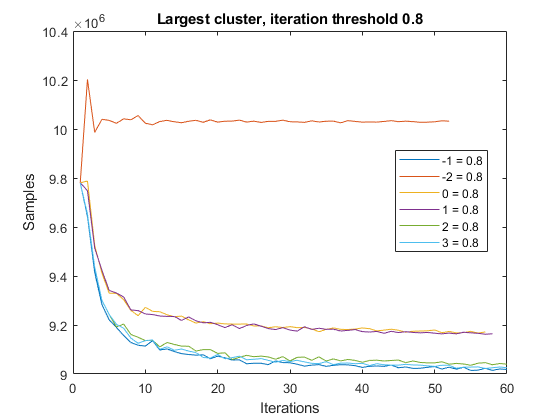 Largest cluster, iteration threshold 0.8
×10⁶
10.4
10.2
10
9.8
9.6
9.4
9.2
9
Samples
-1 = 0.8
-2 = 0.8
0 = 0.8
1 = 0.8
2 = 0.8
3 = 0.8
0 10 20 30 40 50 60
Iterations